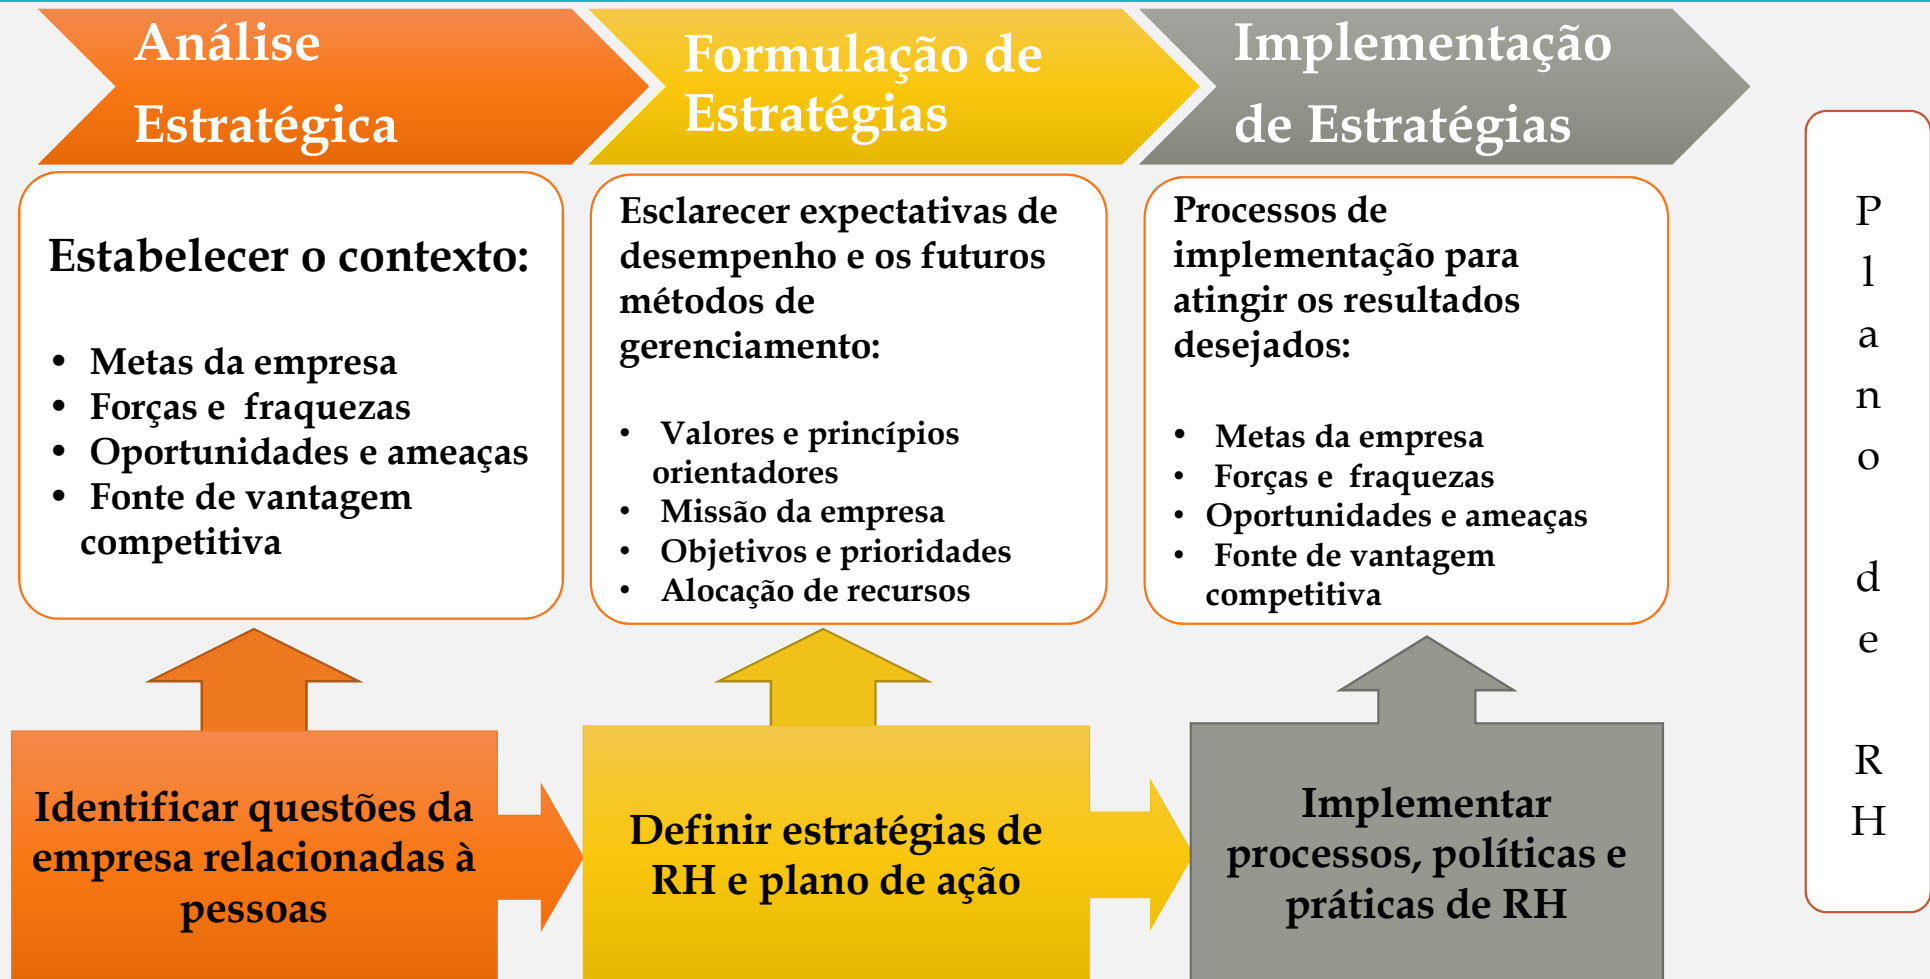 Análise
Estratégica
Formulação de
Estratégias
Implementação
de Estratégias
Estabelecer o contexto:
• Metas da empresa
• Forças e fraquezas
• Oportunidades e ameaças
• Fonte de vantagem
competitiva
Esclarecer expectativas de
desempenho e os futuros
métodos de
gerenciamento:
• Valores e princípios
orientadores
• Missão da empresa
• Objetivos e prioridades
• Alocação de recursos
Processos de
implementação para
atingir os resultados
desejados:
• Metas da empresa
• Forças e fraquezas
• Oportunidades e ameaças
• Fonte de vantagem
competitiva
Identificar questões da
empresa relacionadas à
pessoas
Definir estratégias de
RH e plano de ação
Implementar
processos, políticas e
práticas de RH
P
l
a
n
o
d
e
R
H